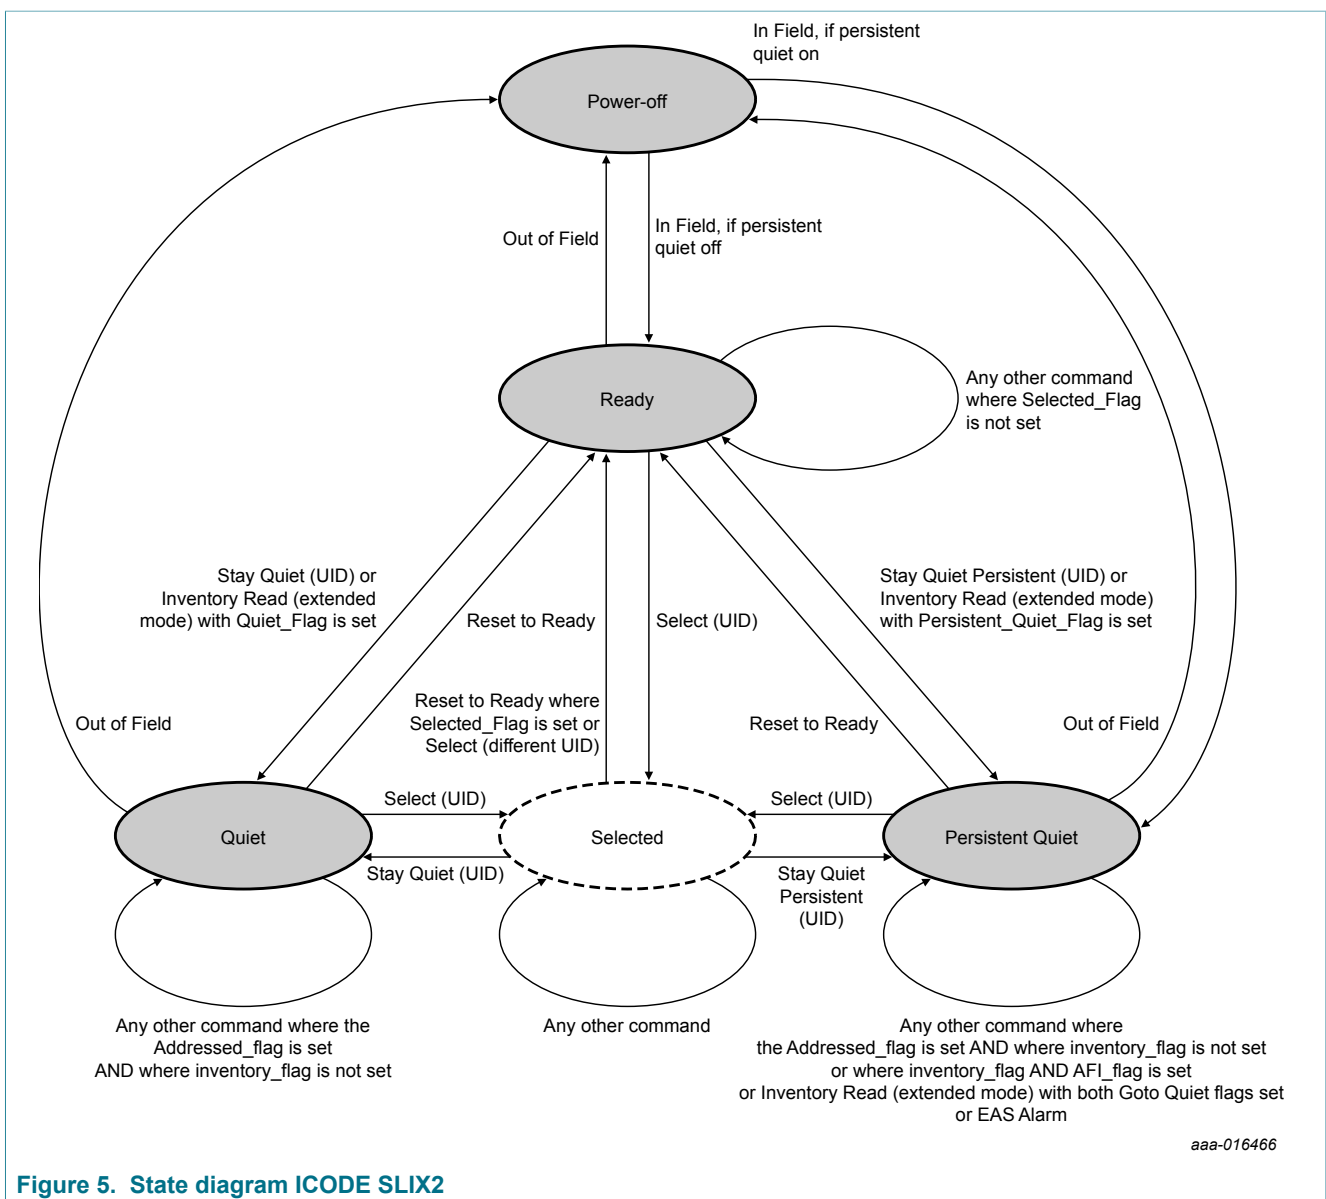 In Field, if persistent
quiet on
Power-off
Out of Field
In Field, if persistent
quiet off
Ready
Any other command
where Selected_Flag
is not set
Stay Quiet (UID) or
Inventory Read (extended
mode) with Quiet_Flag is set
Reset to Ready
Select (UID)
Stay Quiet Persistent (UID) or
Inventory Read (extended mode)
with Persistent_Quiet_Flag is set
Out of Field
Reset to Ready where
Selected_Flag is set or
Select (different UID)
Reset to Ready
Out of Field
Quiet
Select (UID)
Stay Quiet (UID)
Selected
Select (UID)
Stay Quiet
Persistent
(UID)
Persistent Quiet
Any other command where the
Addressed_flag is set
AND where inventory_flag is not set
Any other command
Any other command where
the Addressed_flag is set AND where inventory_flag is not set
or where inventory_flag AND AFI_flag is set
or Inventory Read (extended mode) with both Goto Quiet flags set
or EAS Alarm
aaa-016466
Figure 5. State diagram ICODE SLIX2